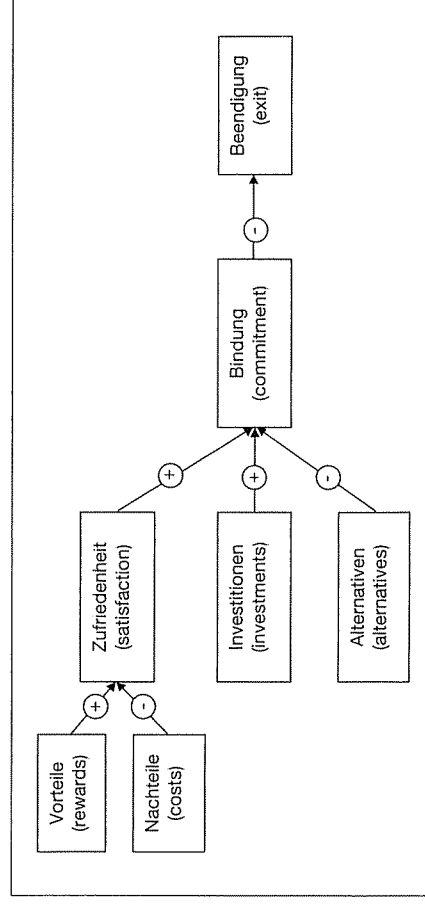 Vorteile
(rewards)
+
Nachteile
(costs)
-
Zufriedenheit
(satisfaction)
+
Investitionen
(investments)
+
Alternativen
(alternatives)
-
Bindung
(commitment)
-
Beendigung
(exit)